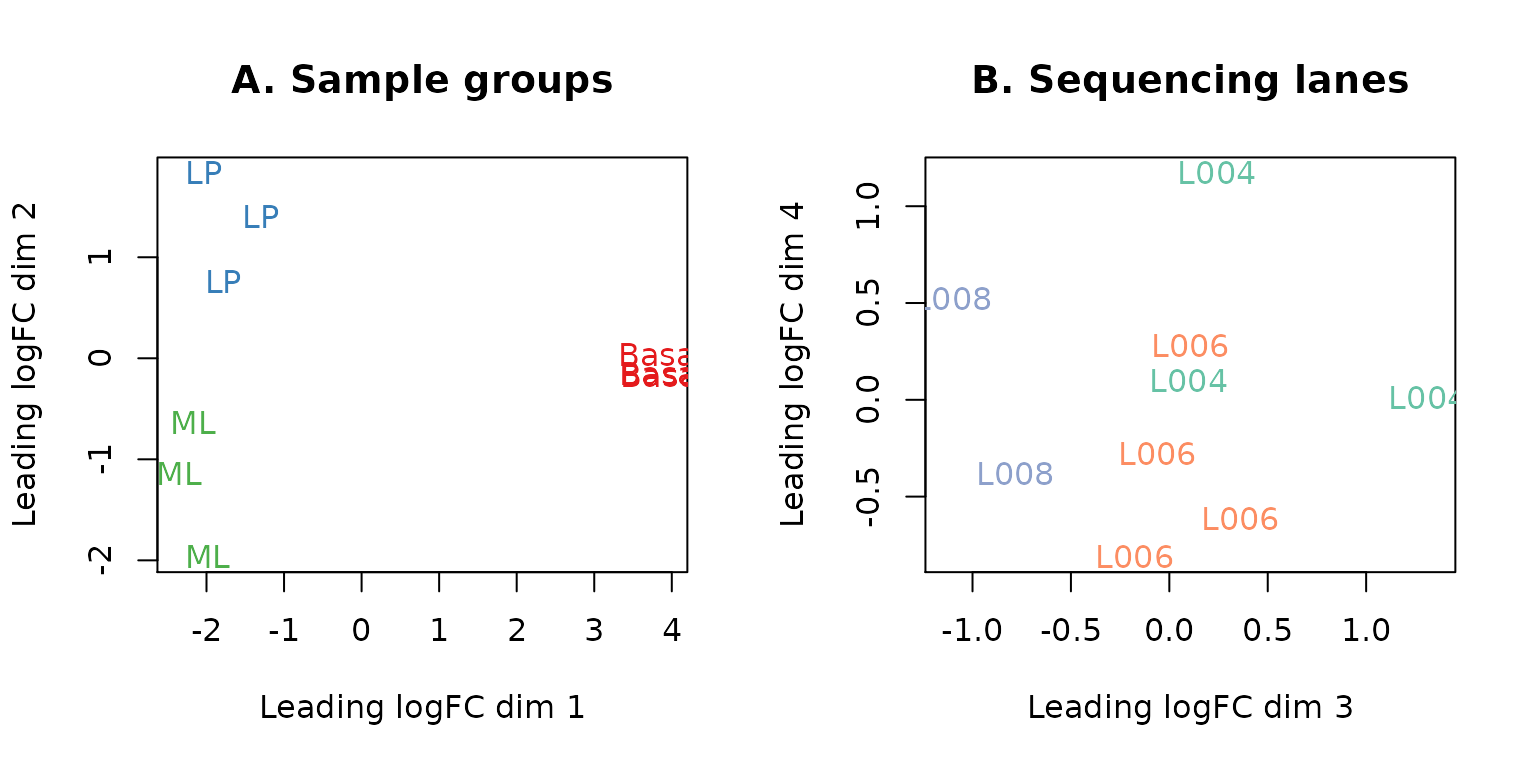 A. Sample groups
Leading logFC dim 2
1
0
-1
-2
LP
LP
LP
Basa
Basa
Basa
ML
ML
ML
-2 -1 0 1 2 3 4
Leading logFC dim 1
B. Sequencing lanes
Leading logFC dim 4
1.0
0.5
0.0
-0.5
L004
L008
L006
L004
L004
L006
L008
L006
L006
-1.0 -0.5 0.0 0.5 1.0
Leading logFC dim 3